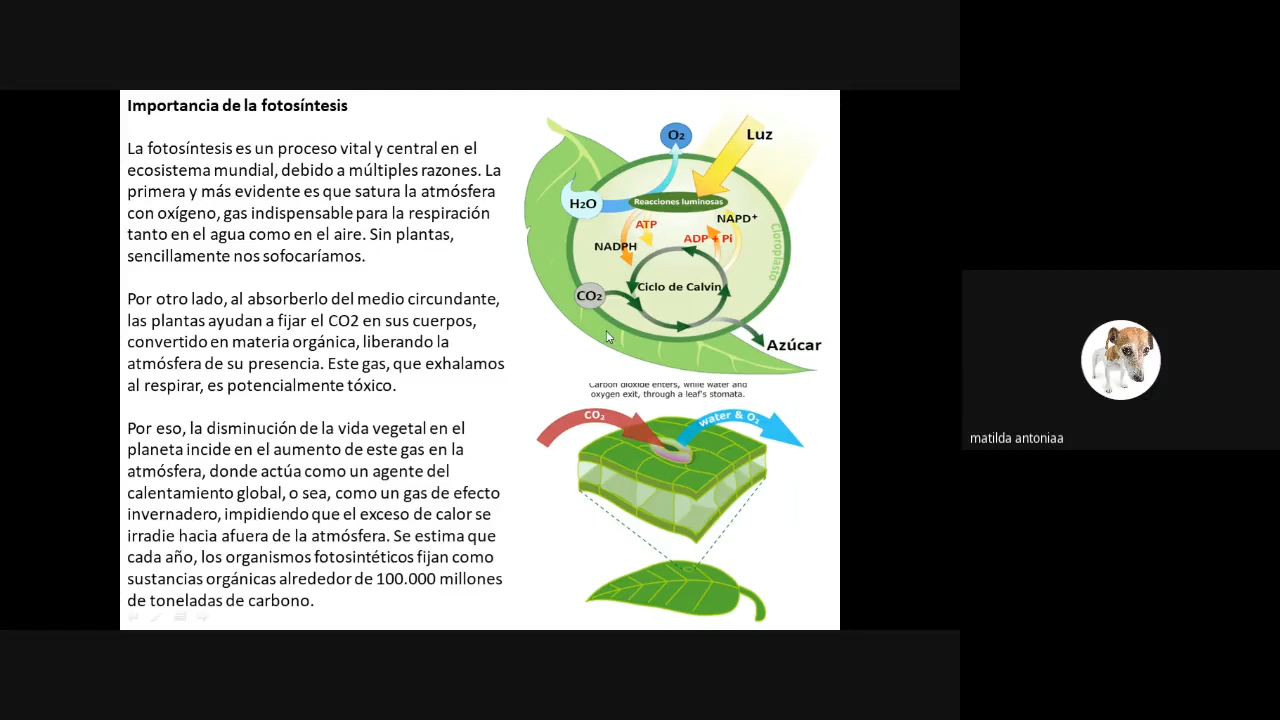 Importancia de la fotosíntesis
La fotosíntesis es un proceso vital y central en el
ecosistema mundial, debido a múltiples razones. La
primera y más evidente es que satura la atmósfera
con oxígeno, gas indispensable para la respiración
tanto en el agua como en el aire. Sin plantas,
sencillamente nos sofocaríamos.
Por otro lado, al absorberlo del medio circundante,
las plantas ayudan a fijar el CO2 en sus cuerpos,
convertido en materia orgánica, liberando la
atmósfera de su presencia. Este gas, que exhalamos
al respirar, es potencialmente tóxico.
Por eso, la disminución de la vida vegetal en el
planeta incide en el aumento de este gas en la
atmósfera, donde actúa como un agente del
calentamiento global, o sea, como un gas de efecto
invernadero, impidiendo que el exceso de calor se
irradie hacia afuera de la atmósfera. Se estima que
cada año, los organismos fotosintéticos fijan como
sustancias orgánicas alrededor de 100.000 millones
de toneladas de carbono.
O₂
Luz
H₂O
Reacciones luminosas
ATP
NAPD⁺
NADPH
ADP + Pi
Cloroplasto
Ciclo de Calvin
CO₂
Azúcar
Carbon dioxide enters, while water and
oxygen exit, through a leaf's stomata.
CO₂
water & O₂
matilda antoniaa